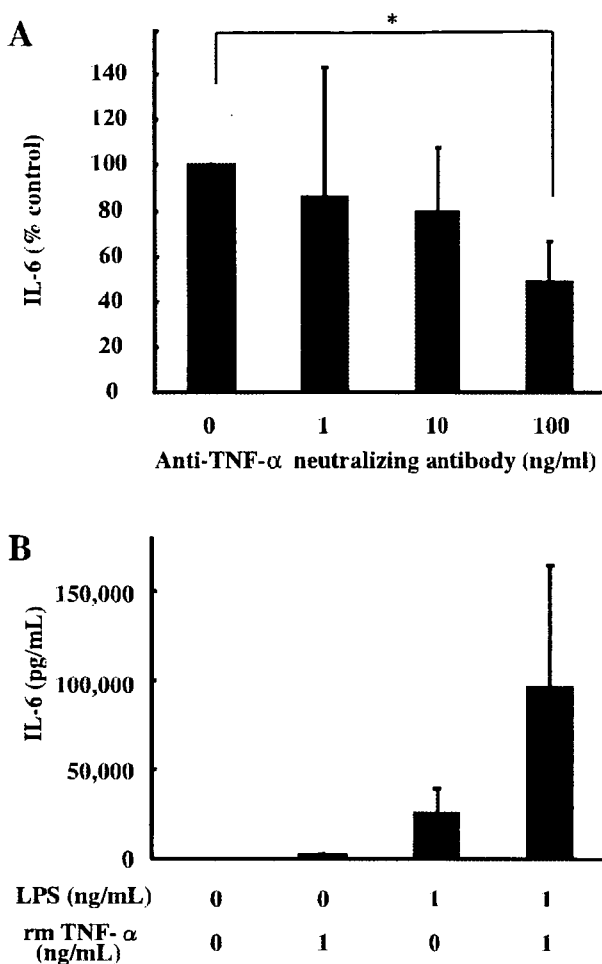 A
*
140
120
100
80
60
40
20
0
IL-6 (% control)
0 1 10 100
Anti-TNF-α neutralizing antibody (ng/ml)
B
150,000
100,000
50,000
0
IL-6 (pg/mL)
LPS (ng/mL) 0 0 1 1
rm TNF- α 0 1 0 1
(ng/mL)